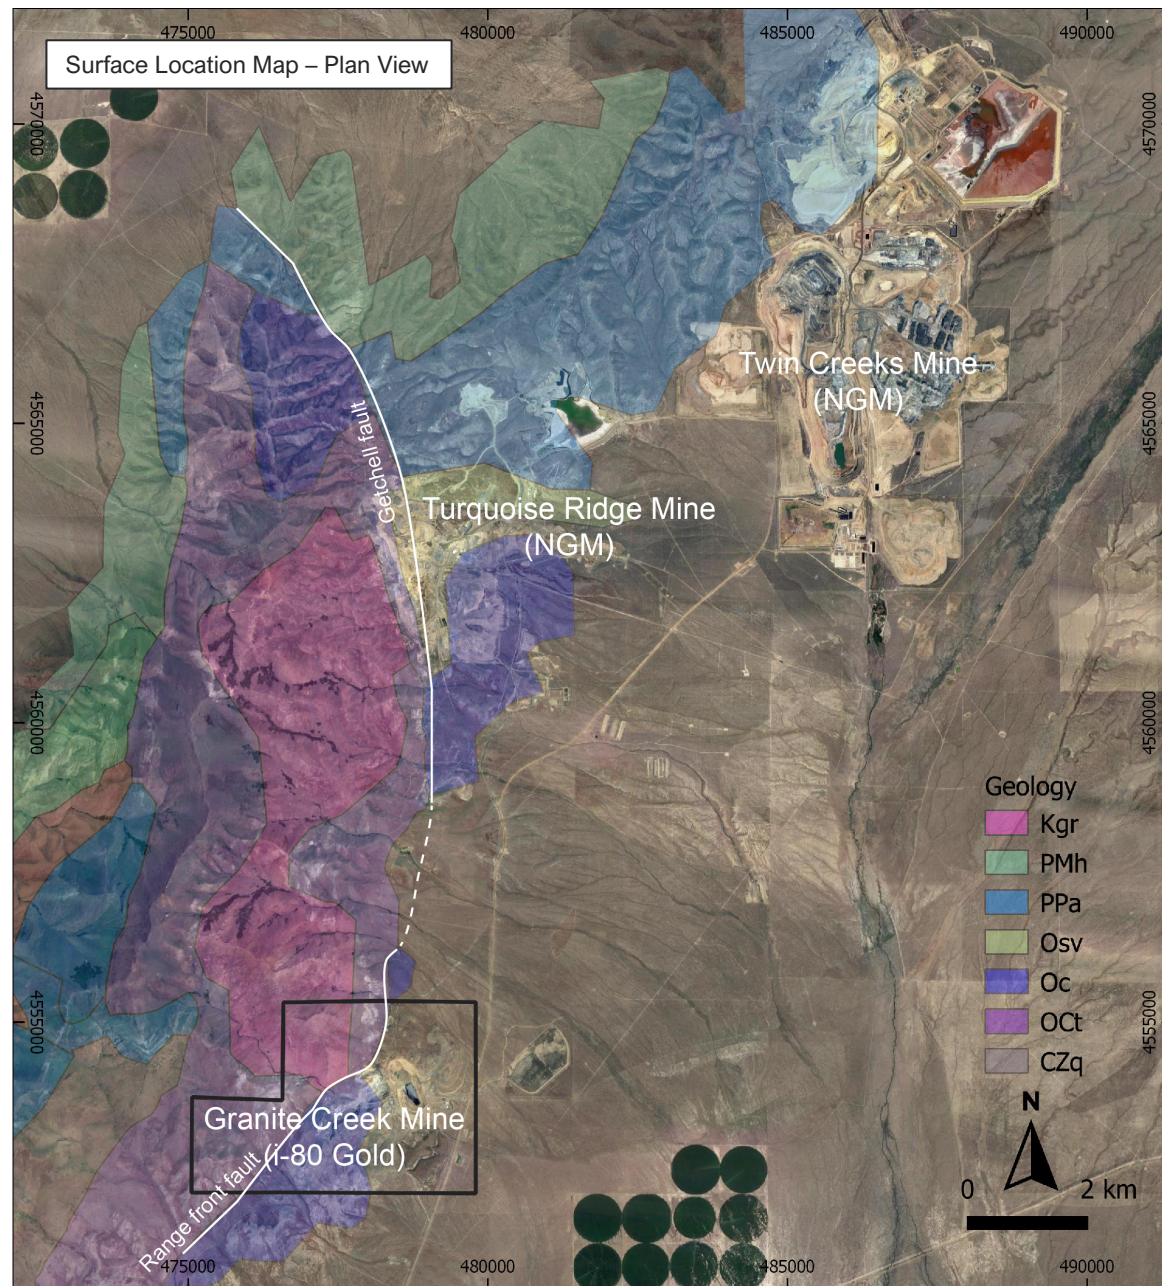 475000
480000
485000
490000
Surface Location Map – Plan View
4570000
4570000
Twin Creeks Mine
(NGM)
4565000
4565000
Getchell fault
Turquoise Ridge Mine
(NGM)
4560000
4560000
Geology
Kgr
PMh
PPa
Osv
Oc
OCt
CZq
4555000
4555000
Granite Creek Mine
(i-80 Gold)
Range front fault
N
0
2 km
475000
480000
485000
490000